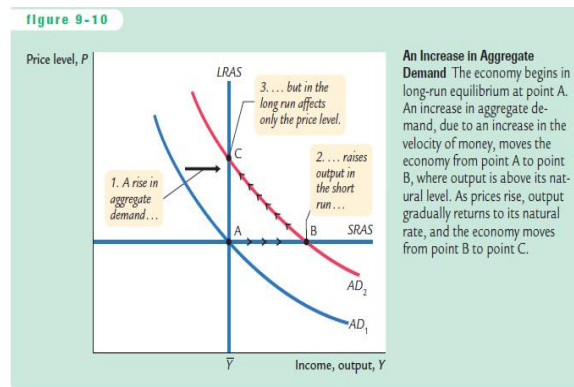 figure 9-10
Price level, P
LRAS
3. . . . but in the
long run affects
only the price level.
C
2. . . . raises
output in
the short
run . . .
1. A rise in
aggregate
demand . . .
A
B
SRAS
AD2
AD1
Y̅
Income, output, Y
An Increase in Aggregate
Demand The economy begins in
long-run equilibrium at point A.
An increase in aggregate de-
mand, due to an increase in the
velocity of money, moves the
economy from point A to point
B, where output is above its nat-
ural level. As prices rise, output
gradually returns to its natural
rate, and the economy moves
from point B to point C.